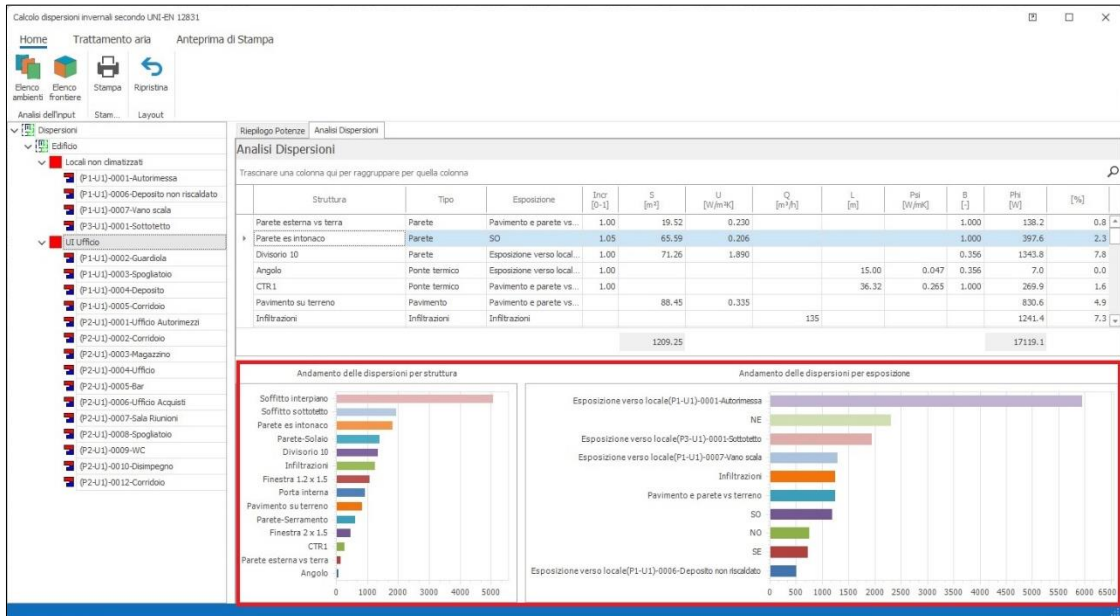 Calcolo dispersioni invernali secondo UNI-EN 12831
Home Trattamento aria Anteprima di Stampa
Elenco ambienti
Elenco frontiere
Stampa
Ripristina
Analisi dell'input Stam... Layout
Dispersioni
Edificio
Locali non climatizzati
(P1-U1)-0001-Autorimessa
(P1-U1)-0006-Deposito non riscaldato
(P1-U1)-0007-Vano scala
(P3-U1)-0001-Sottotetto
UI Ufficio
(P1-U1)-0002-Guardiola
(P1-U1)-0003-Spogliatoio
(P1-U1)-0004-Deposito
(P1-U1)-0005-Corridoio
(P2-U1)-0001-Ufficio Autorimezzi
(P2-U1)-0002-Corridoio
(P2-U1)-0003-Magazzino
(P2-U1)-0004-Ufficio
(P2-U1)-0005-Bar
(P2-U1)-0006-Ufficio Acquisti
(P2-U1)-0007-Sala Riunioni
(P2-U1)-0008-Spogliatoio
(P2-U1)-0009-WC
(P2-U1)-0010-Disimpegno
(P2-U1)-0012-Corridoio
Riepilogo Potenze Analisi Dispersioni
Analisi Dispersioni
Trascinare una colonna qui per raggruppare per quella colonna
Struttura Tipo Esposizione Incr [0-1] S [m²] U [W/m²K] Q [m³/h] L [m] Psi [W/mK] B [-] Phi [W] [%]
Parete esterna vs terra Parete Pavimento e parete vs... 1.00 19.52 0.230 1.000 138.2 0.8
Parete es intonaco Parete SO 1.05 65.59 0.206 1.000 397.6 2.3
Divisorio 10 Parete Esposizione verso local... 1.00 71.26 1.890 0.356 1343.8 7.8
Angolo Ponte termico Esposizione verso local... 1.00 15.00 0.047 0.356 7.0 0.0
CTR1 Ponte termico Pavimento e parete vs... 1.00 36.32 0.265 1.000 269.9 1.6
Pavimento su terreno Pavimento Pavimento e parete vs... 88.45 0.335 830.6 4.9
Infiltrazioni Infiltrazioni Infiltrazioni 135 1241.4 7.3
1209.25 17119.1
Andamento delle dispersioni per struttura
Soffitto interpiano
Soffitto sottotetto
Parete es intonaco
Parete-Solaio
Divisorio 10
Infiltrazioni
Finestra 1.2 x 1.5
Porta interna
Pavimento su terreno
Parete-Serramento
Finestra 2 x 1.5
CTR1
Parete esterna vs terra
Angolo
0 1000 2000 3000 4000 5000
Andamento delle dispersioni per esposizione
Esposizione verso locale(P1-U1)-0001-Autorimessa
NE
Esposizione verso locale(P3-U1)-0001-Sottotetto
Esposizione verso locale(P1-U1)-0007-Vano scala
Infiltrazioni
Pavimento e parete vs terreno
SO
NO
SE
Esposizione verso locale(P1-U1)-0006-Deposito non riscaldato
0 500 1000 1500 2000 2500 3000 3500 4000 4500 5000 5500 6000 6500